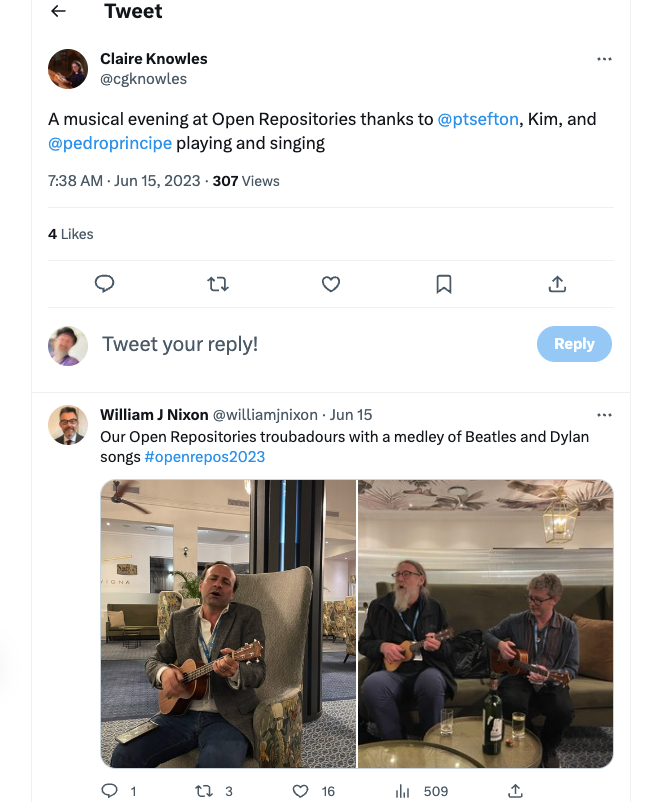 Tweet
Claire Knowles
@cgknowles
A musical evening at Open Repositories thanks to @ptsefton, Kim, and
@pedroprincipe playing and singing
7:38 AM · Jun 15, 2023 · 307 Views
4 Likes
Tweet your reply!
Reply
William J Nixon @williamjnixon · Jun 15
Our Open Repositories troubadours with a medley of Beatles and Dylan
songs #openrepos2023
1 3 16 509